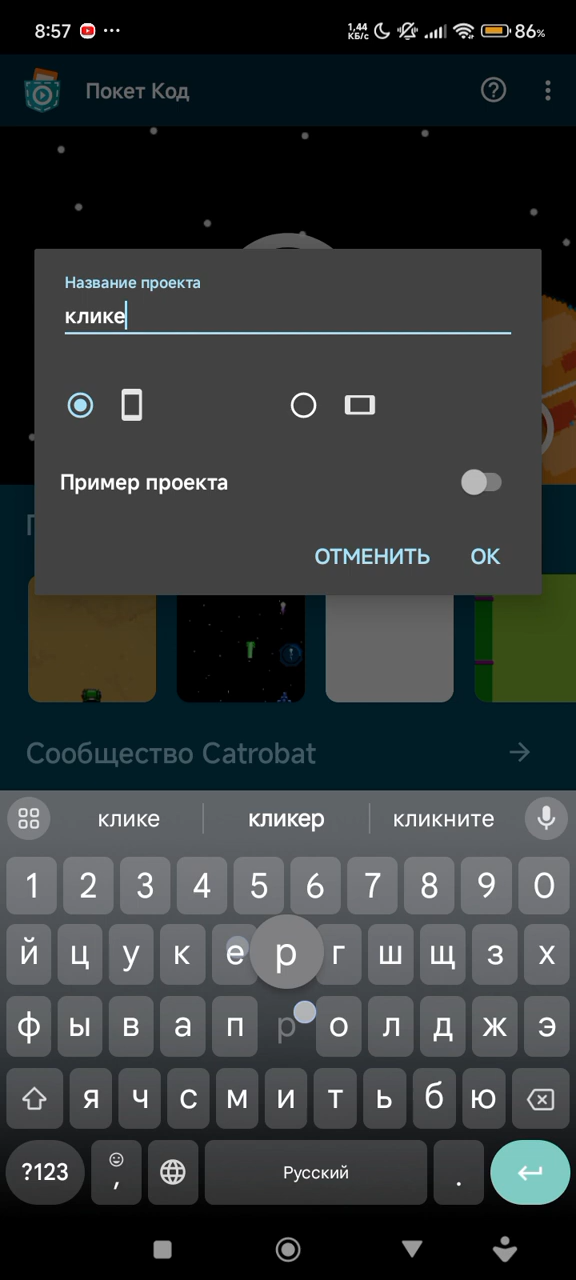 8:57 ··· 1,44 КБ/с 86%
Покет Код
Название проекта
клике
Пример проекта
ОТМЕНИТЬ ОК
П
Сообщество Catrobat
клике кликер кликните
1 2 3 4 5 6 7 8 9 0
й ц у к е р г ш щ з х
ф ы в а п р о л д ж э
я ч с м и т ь б ю
?123 , Русский .